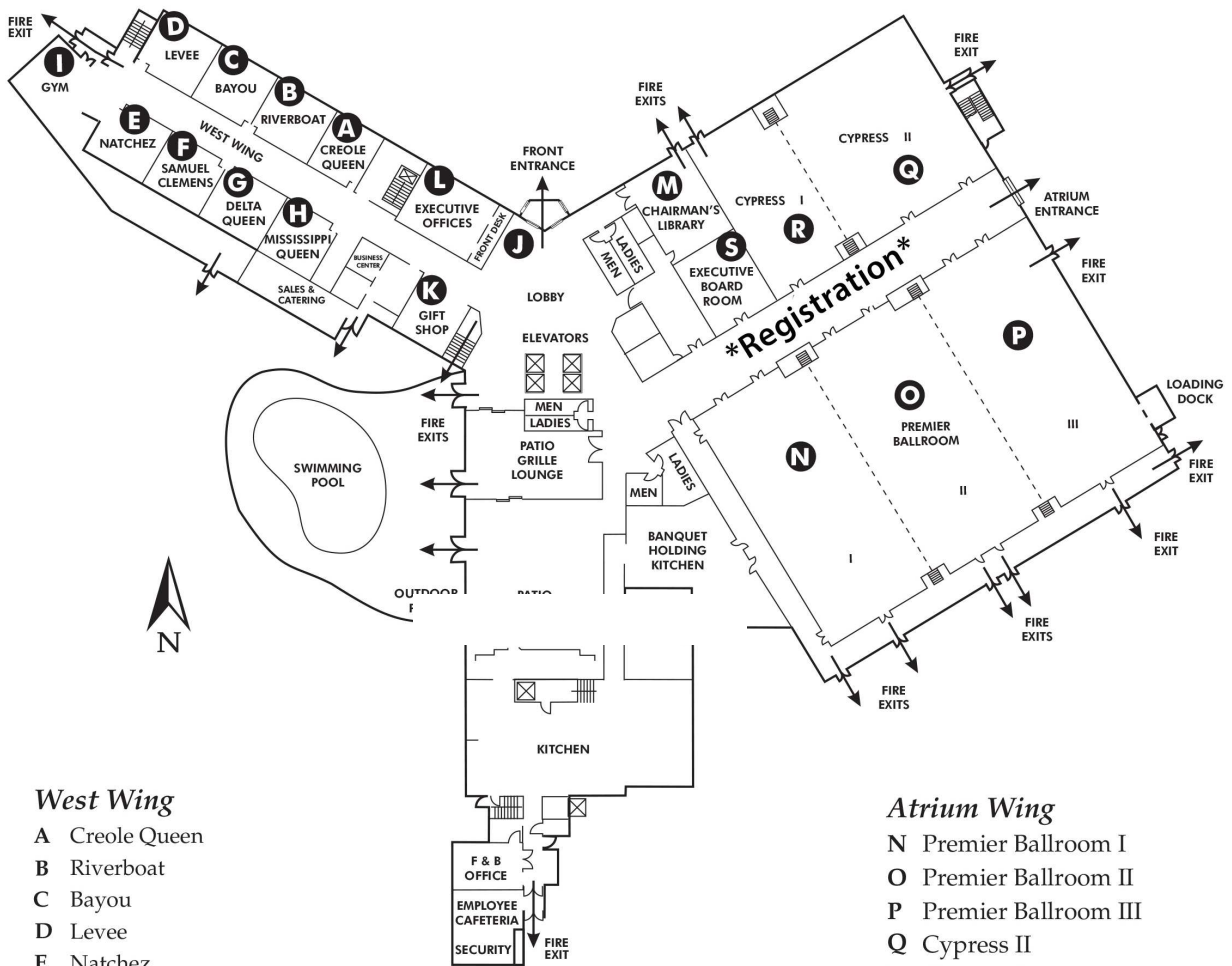 FIRE
EXIT
D
LEVEE
I
GYM
C
BAYOU
B
RIVERBOAT
A
CREOLE
QUEEN
WEST WING
E
NATCHEZ
F
SAMUEL
CLEMENS
G
DELTA
QUEEN
H
MISSISSIPPI
QUEEN
L
EXECUTIVE
OFFICES
FRONT DESK
J
FRONT
ENTRANCE
BUSINESS
CENTER
SALES &
CATERING
K
GIFT
SHOP
LOBBY
ELEVATORS
MEN
LADIES
FIRE
EXITS
M
CHAIRMAN'S
LIBRARY
LADIES
MEN
S
EXECUTIVE
BOARD
ROOM
CYPRESS I
R
CYPRESS II
Q
FIRE
EXIT
ATRIUM
ENTRANCE
FIRE
EXIT
*Registration*
P
III
O
PREMIER
BALLROOM
II
N
I
LOADING
DOCK
FIRE
EXIT
FIRE
EXIT
FIRE
EXITS
FIRE
EXITS
FIRE
EXITS
PATIO
GRILLE
LOUNGE
SWIMMING
POOL
LADIES
MEN
BANQUET
HOLDING
KITCHEN
OUTDOOR
PATIO
N
KITCHEN
F & B
OFFICE
EMPLOYEE
CAFETERIA
SECURITY
FIRE
EXIT
West Wing
A Creole Queen
B Riverboat
C Bayou
D Levee
E Natchez
Atrium Wing
N Premier Ballroom I
O Premier Ballroom II
P Premier Ballroom III
Q Cypress II